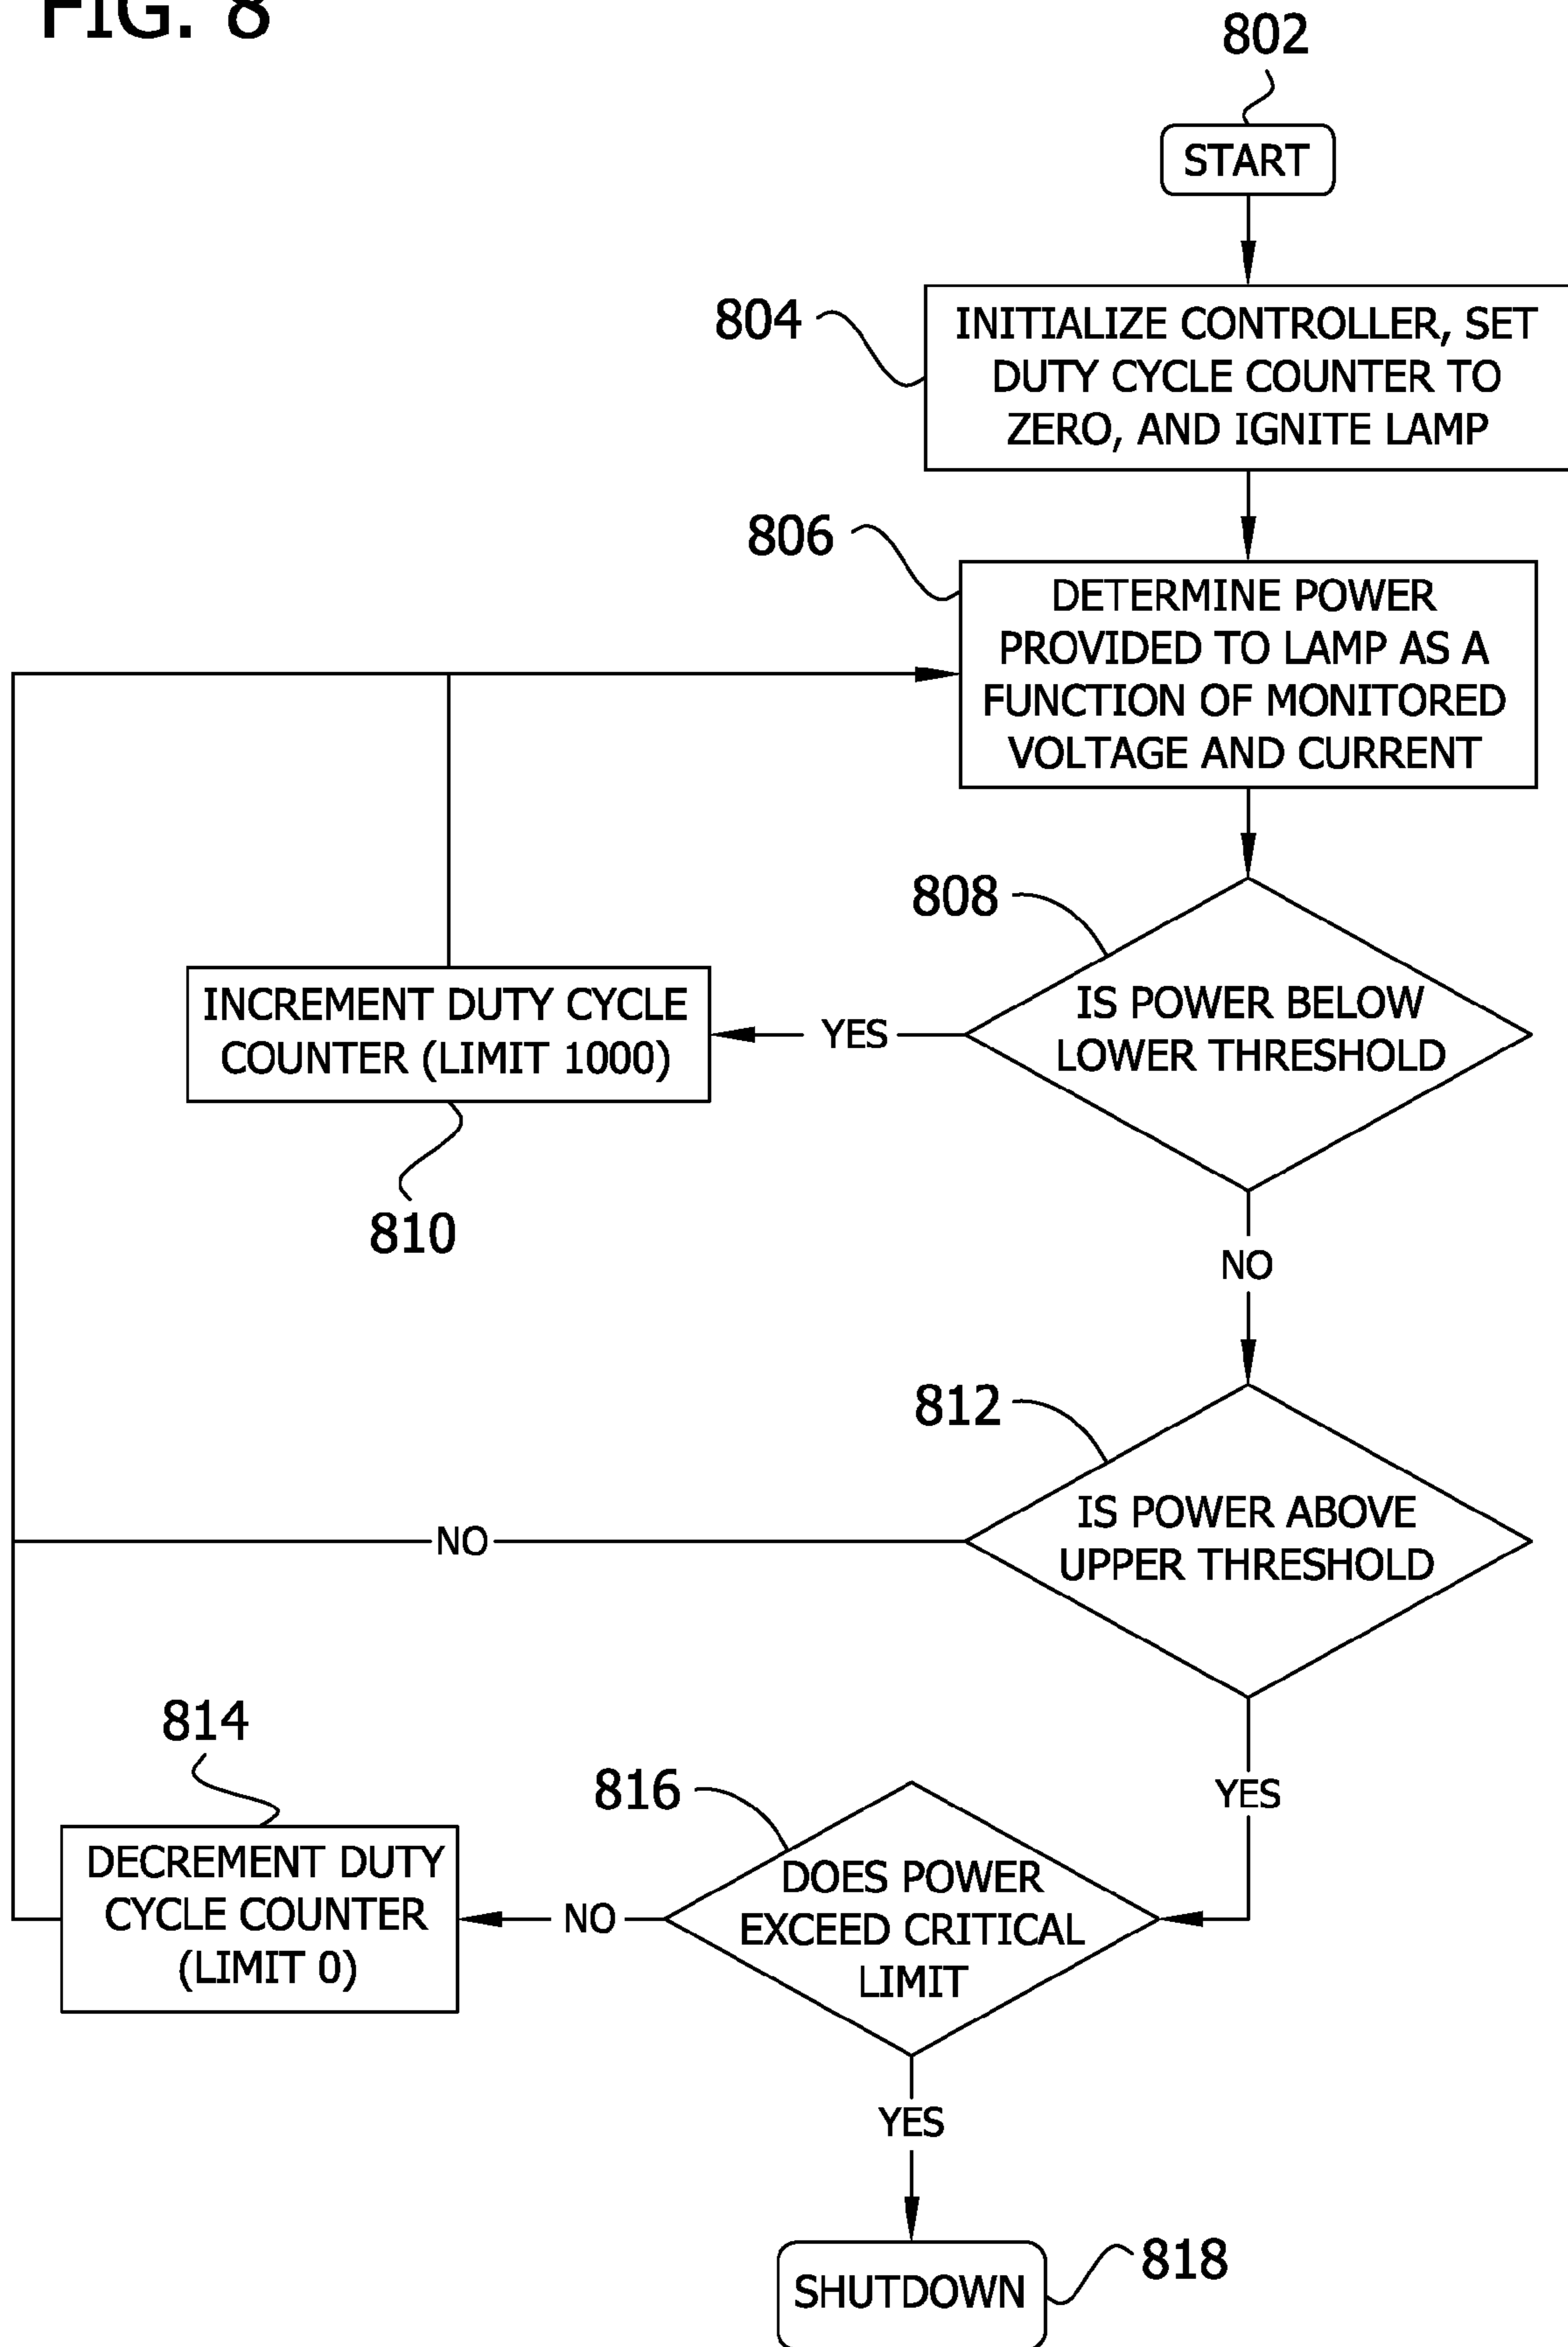 FIG. 8
802
START
804
INITIALIZE CONTROLLER, SET
DUTY CYCLE COUNTER TO
ZERO, AND IGNITE LAMP
806
DETERMINE POWER
PROVIDED TO LAMP AS A
FUNCTION OF MONITORED
VOLTAGE AND CURRENT
808
IS POWER BELOW
LOWER THRESHOLD
YES
INCREMENT DUTY CYCLE
COUNTER (LIMIT 1000)
810
NO
812
IS POWER ABOVE
UPPER THRESHOLD
NO
YES
814
DECREMENT DUTY
CYCLE COUNTER
(LIMIT 0)
816
DOES POWER
EXCEED CRITICAL
LIMIT
NO
YES
SHUTDOWN
818